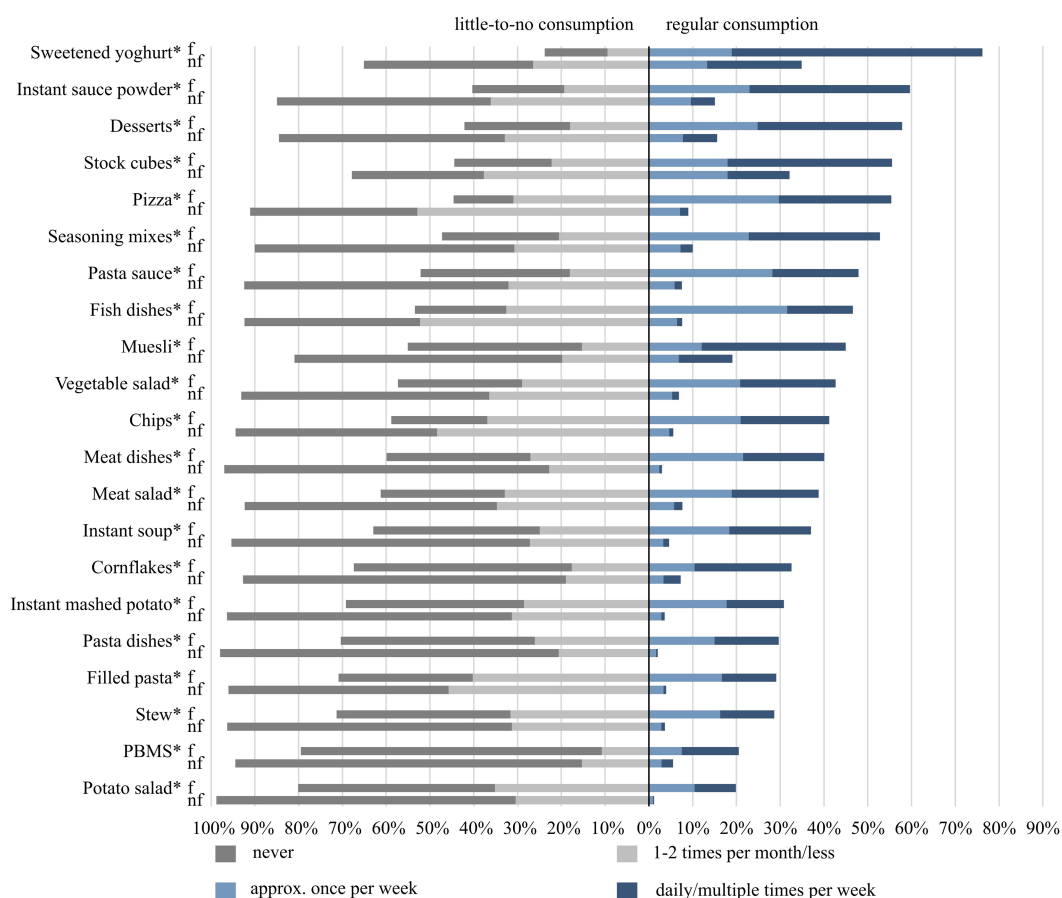 little-to-no consumption regular consumption
Sweetened yoghurt* f
nf
Instant sauce powder* f
nf
Desserts* f
nf
Stock cubes* f
nf
Pizza* f
nf
Seasoning mixes* f
nf
Pasta sauce* f
nf
Fish dishes* f
nf
Muesli* f
nf
Vegetable salad* f
nf
Chips* f
nf
Meat dishes* f
nf
Meat salad* f
nf
Instant soup* f
nf
Cornflakes* f
nf
Instant mashed potato* f
nf
Pasta dishes* f
nf
Filled pasta* f
nf
Stew* f
nf
PBMS* f
nf
Potato salad* f
nf
100% 90% 80% 70% 60% 50% 40% 30% 20% 10% 0% 10% 20% 30% 40% 50% 60% 70% 80% 90%
never 1-2 times per month/less
approx. once per week daily/multiple times per week